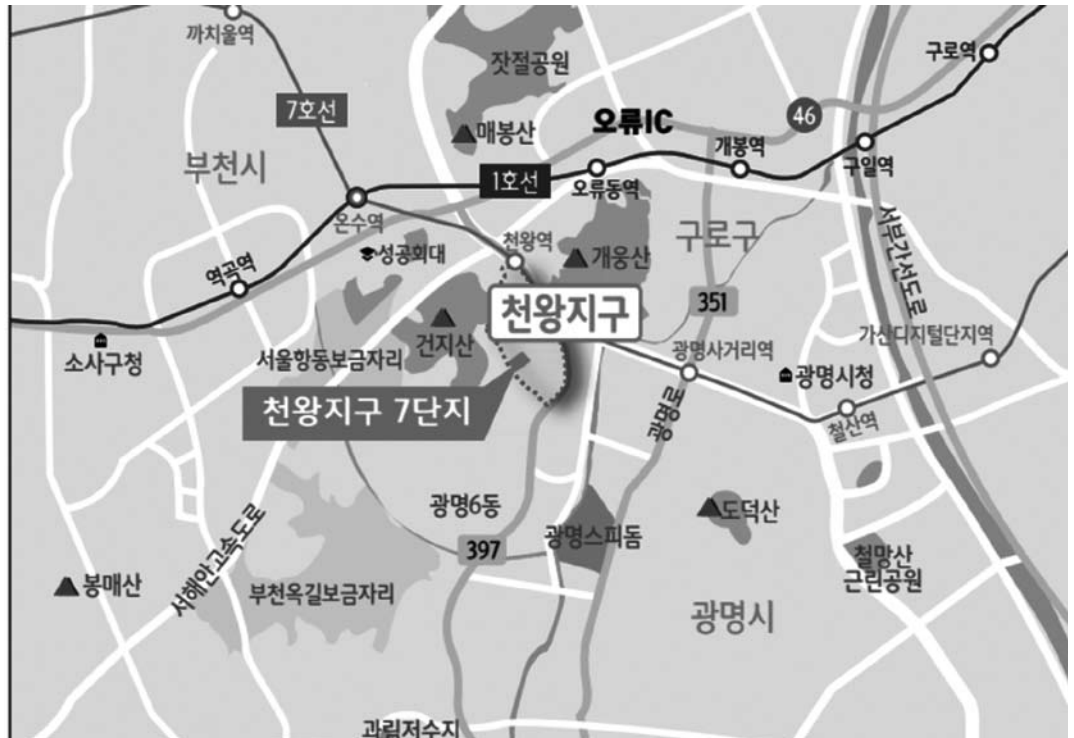 까치울역
잣절공원
구로역
7호선
46
오류IC
매봉산
개봉역
구일역
부천시
1호선
오류동역
온수역
구로구
성공회대
천왕역
개웅산
서부간선도로
역곡역
351
천왕지구
건지산
가산디지털단지역
소사구청
서울항동보금자리
광명사거리역
광명시청
천왕지구 7단지
광명로
철산역
광명6동
도덕산
397
광명스피돔
철망산
근린공원
서해안고속도로
봉매산
부천옥길보금자리
광명시
과림저수지